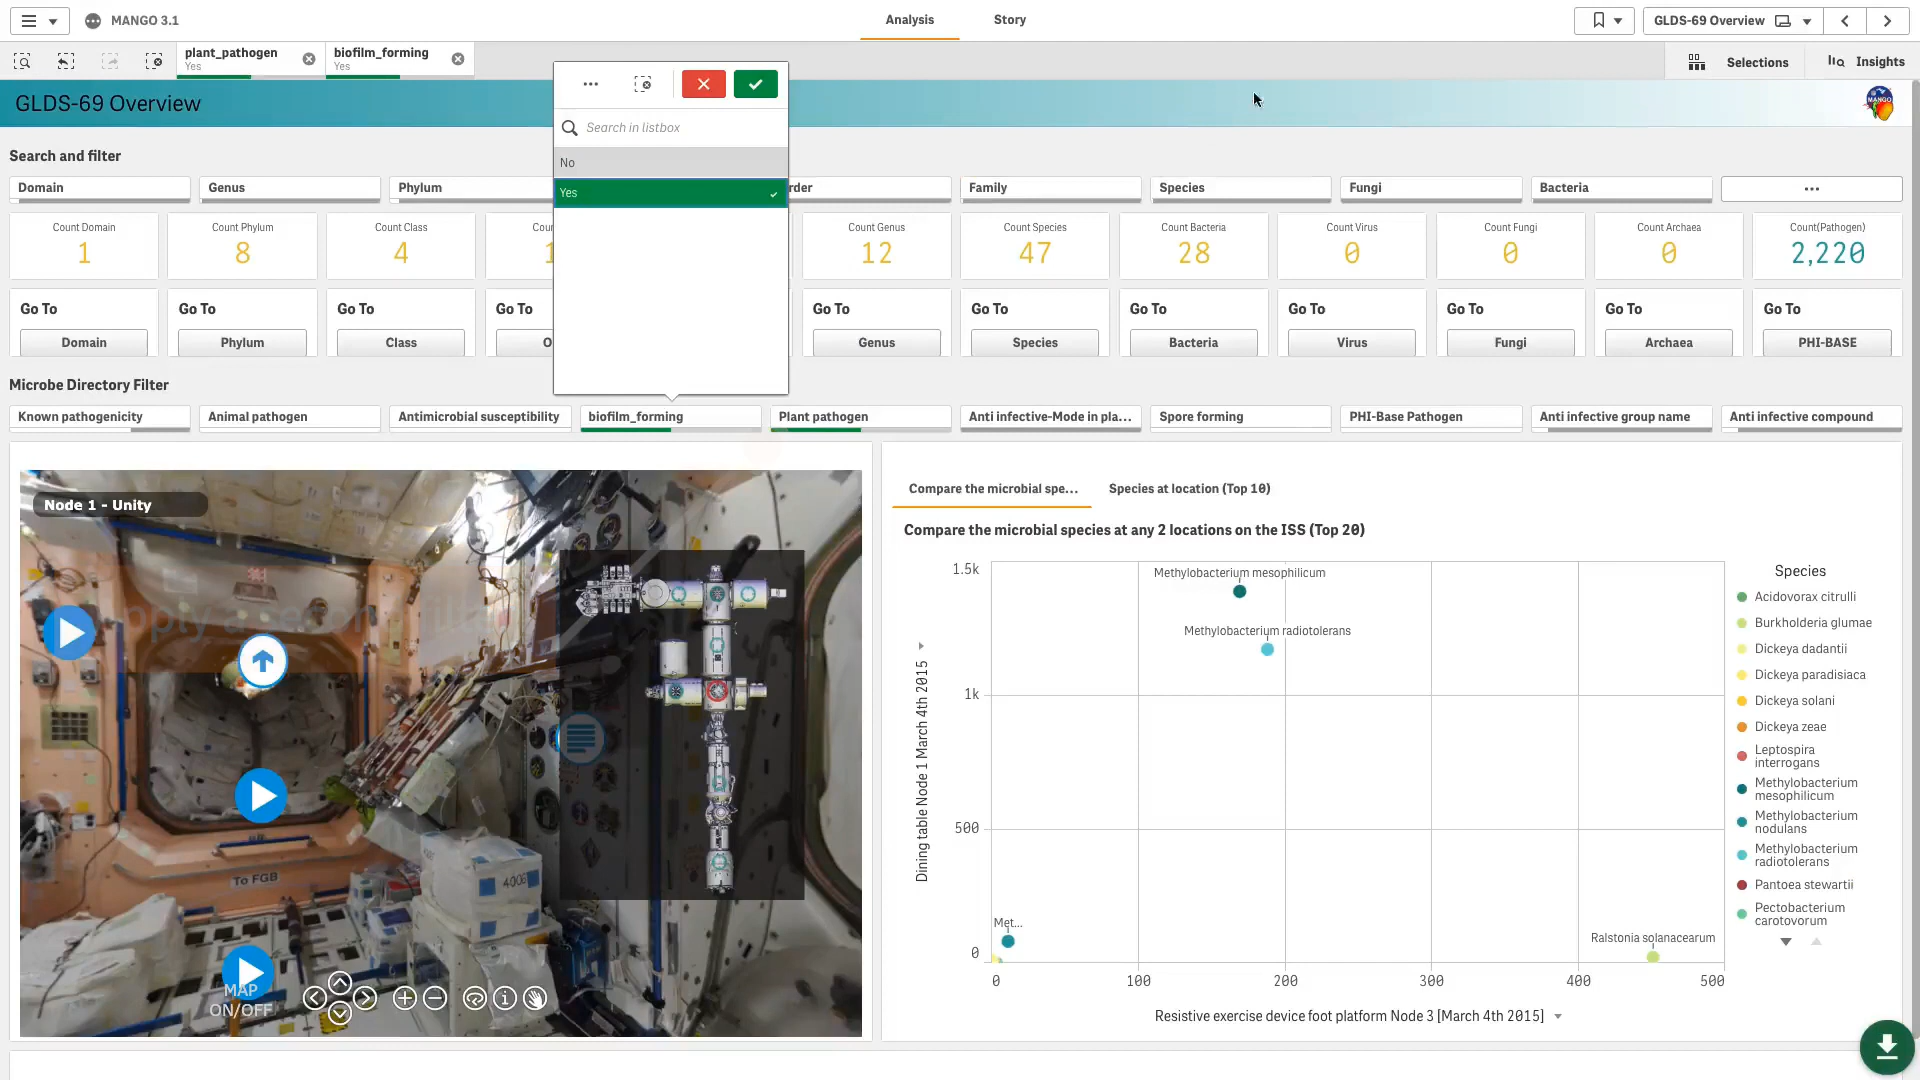 MANGO 3.1
Analysis
Story
GLDS-69 Overview
plant_pathogen
Yes
biofilm_forming
Yes
Selections
Insights
GLDS-69 Overview
MANGO
Search in listbox
No
Yes
Search and filter
Domain
Genus
Phylum
rder
Family
Species
Fungi
Bacteria
Count Domain
1
Count Phylum
8
Count Class
4
Cou
1
Count Genus
12
Count Species
47
Count Bacteria
28
Count Virus
0
Count Fungi
0
Count Archaea
0
Count(Pathogen)
2,220
Go To
Go To
Go To
Go To
Go To
Go To
Go To
Go To
Go To
Go To
Go To
Domain
Phylum
Class
O
Genus
Species
Bacteria
Virus
Fungi
Archaea
PHI-BASE
Microbe Directory Filter
Known pathogenicity
Animal pathogen
Antimicrobial susceptibility
biofilm_forming
Plant pathogen
Anti infective-Mode in pla...
Spore forming
PHI-Base Pathogen
Anti infective group name
Anti infective compound
Node 1 - Unity
To FGB
4006
MAP
ON/OFF
Compare the microbial spe...
Species at location (Top 10)
Compare the microbial species at any 2 locations on the ISS (Top 20)
1.5k
1k
500
0
Dining table Node 1 March 4th 2015
Methylobacterium mesophilicum
Methylobacterium radiotolerans
Met...
Ralstonia solanacearum
0
100
200
300
400
500
Resistive exercise device foot platform Node 3 [March 4th 2015]
Species
Acidovorax citrulli
Burkholderia glumae
Dickeya dadantii
Dickeya paradisiaca
Dickeya solani
Dickeya zeae
Leptospira
interrogans
Methylobacterium
mesophilicum
Methylobacterium
nodulans
Methylobacterium
radiotolerans
Pantoea stewartii
Pectobacterium
carotovorum